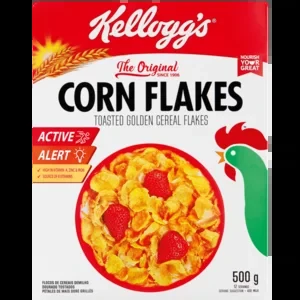 Kellogg's
The Original
SINCE 1906
NOURISH
YOUR
GREAT
CORN FLAKES
TOASTED GOLDEN CEREAL FLAKES
ACTIVE
ALERT
500 g